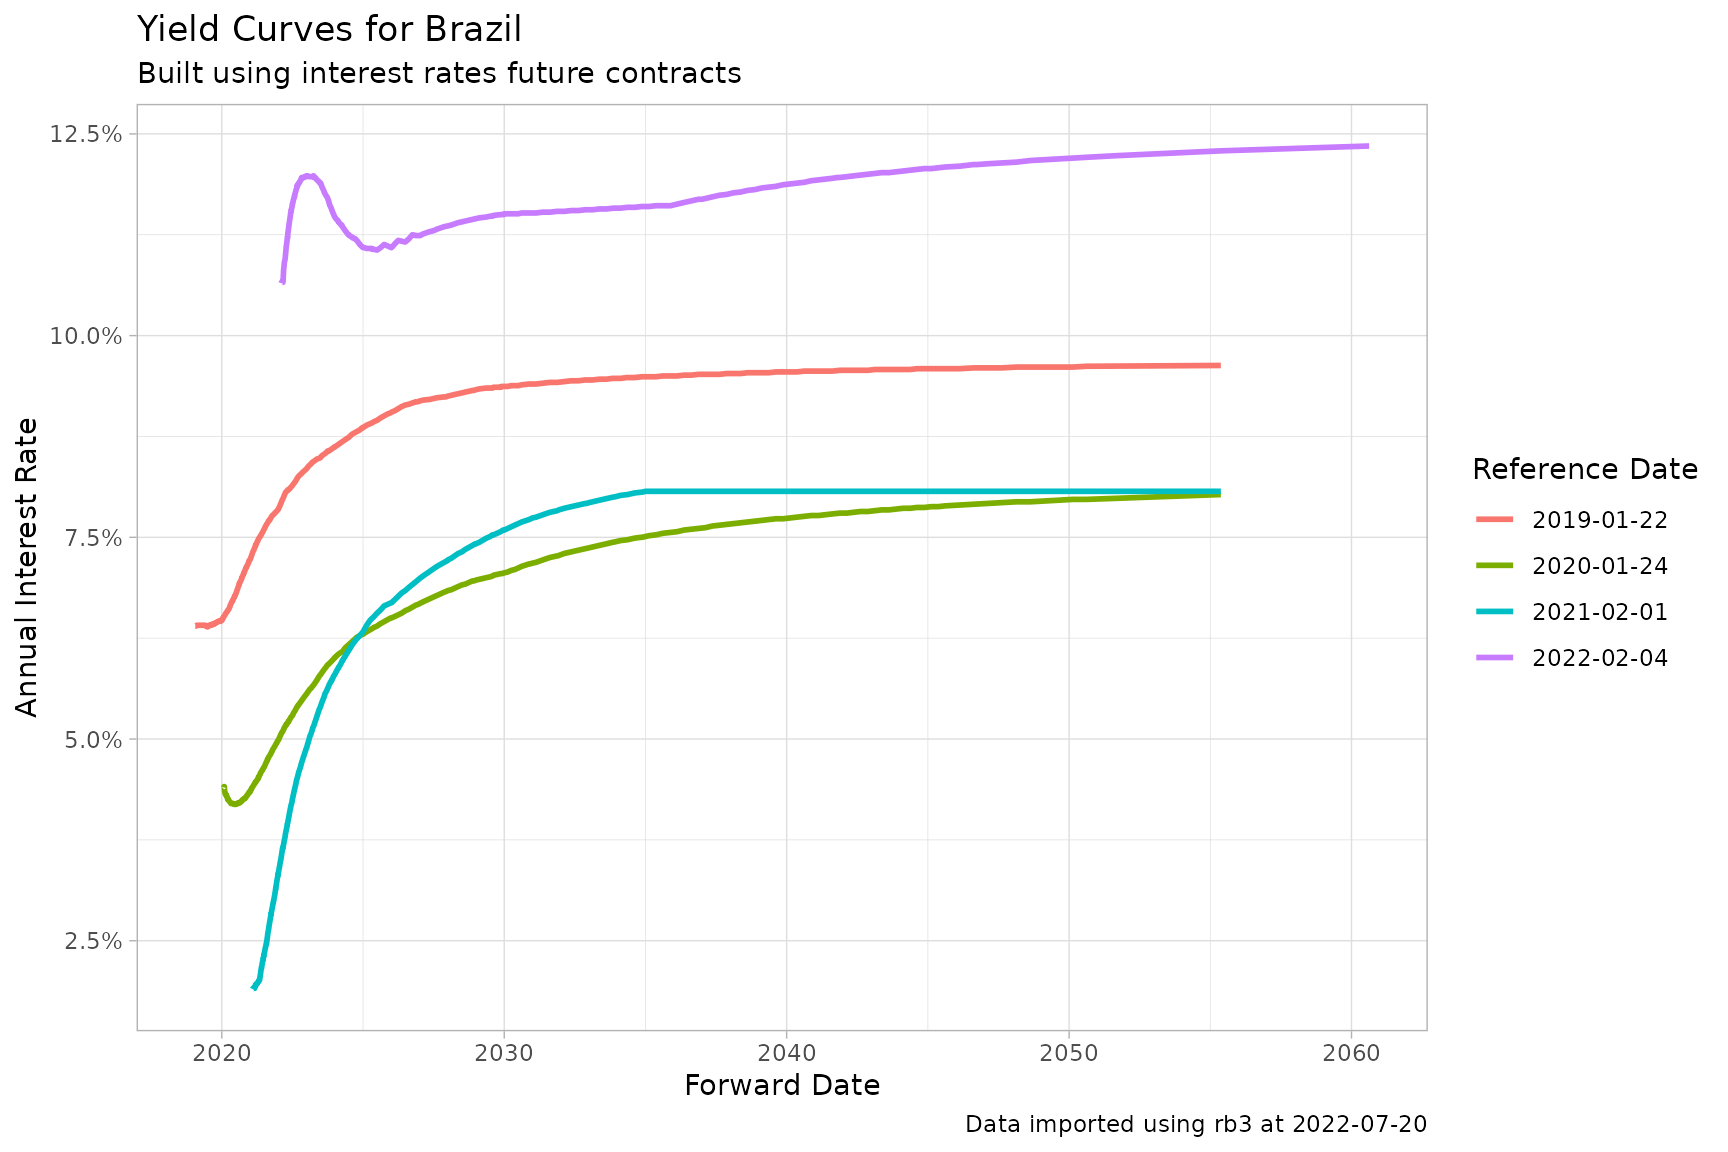 Yield Curves for Brazil
Built using interest rates future contracts
12.5%
10.0%
7.5%
5.0%
2.5%
Annual Interest Rate
2020
2030
2040
2050
2060
Forward Date
Reference Date
2019-01-22
2020-01-24
2021-02-01
2022-02-04
Data imported using rb3 at 2022-07-20